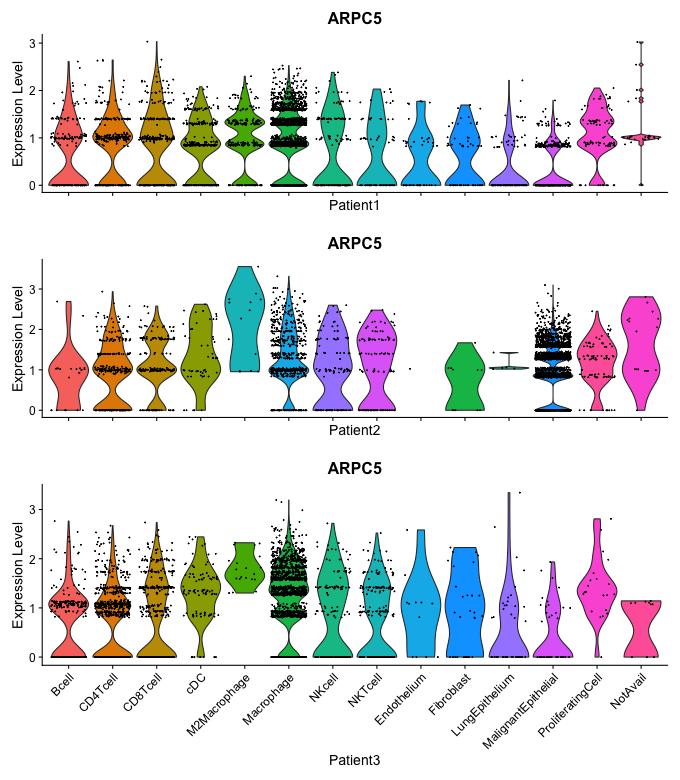 ARPC5
Expression Level
3
2
1
0
Patient1
ARPC5
Expression Level
3
2
1
0
Patient2
ARPC5
Expression Level
3
2
1
0
Bcell
CD4Tcell
CD8Tcell
cDC
M2Macrophage
Macrophage
NKcell
NKTcell
Endothelium
Fibroblast
LungEpithelium
MalignantEpithelial
ProliferatingCell
NotAvail
Patient3